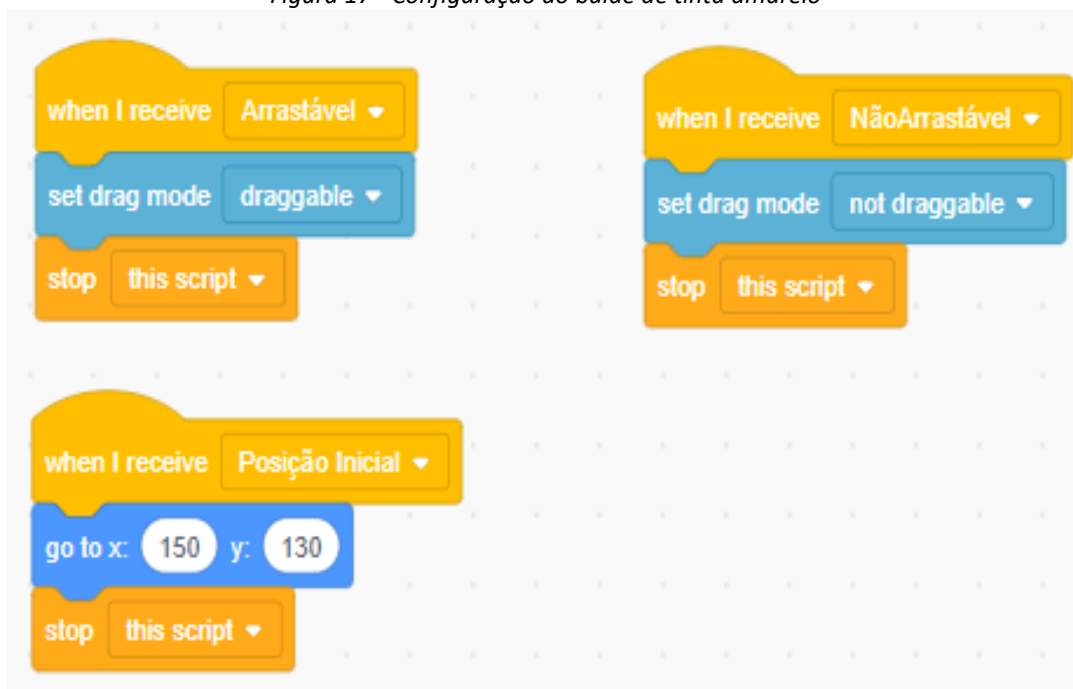 Figura 17 - Configuração do balde de tinta amarelo
when I receive Arrastável
set drag mode draggable
stop this script
when I receive NãoArrastável
set drag mode not draggable
stop this script
when I receive Posição Inicial
go to x: 150 y: 130
stop this script